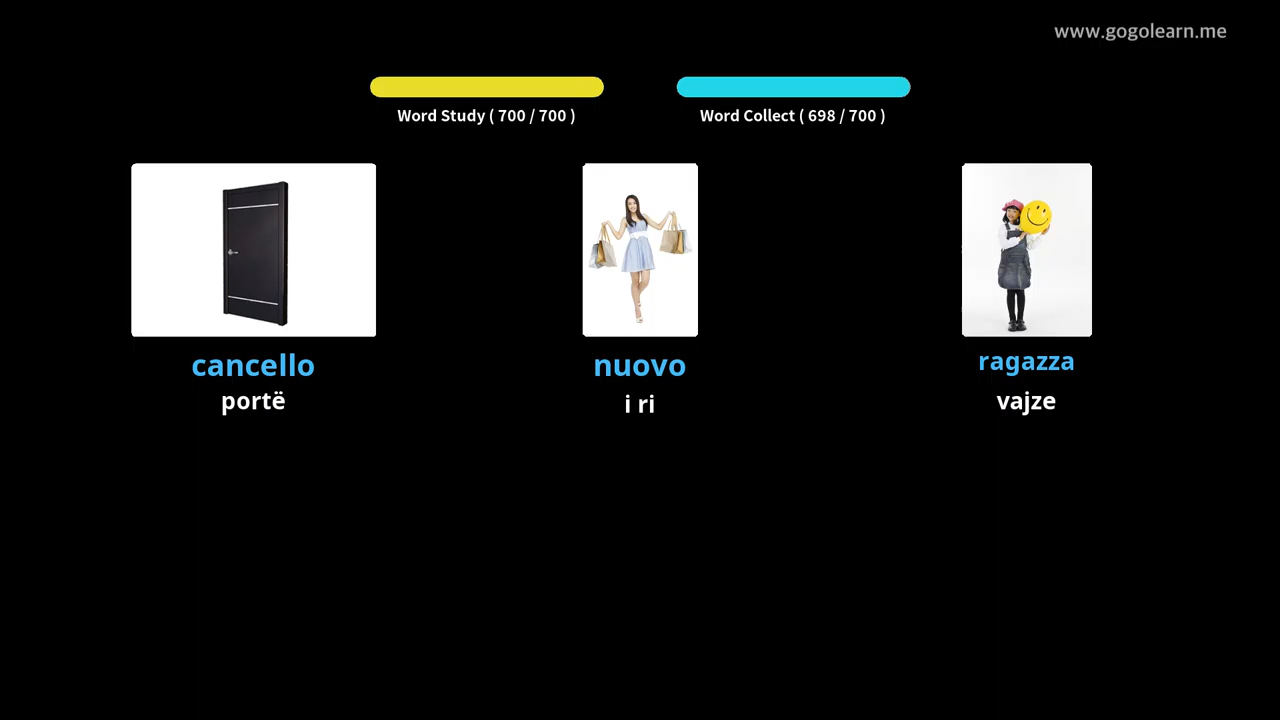 www.gogolearn.me
Word Study ( 700 / 700 )
Word Collect ( 698 / 700 )
cancello
portë
nuovo
i ri
ragazza
vajze